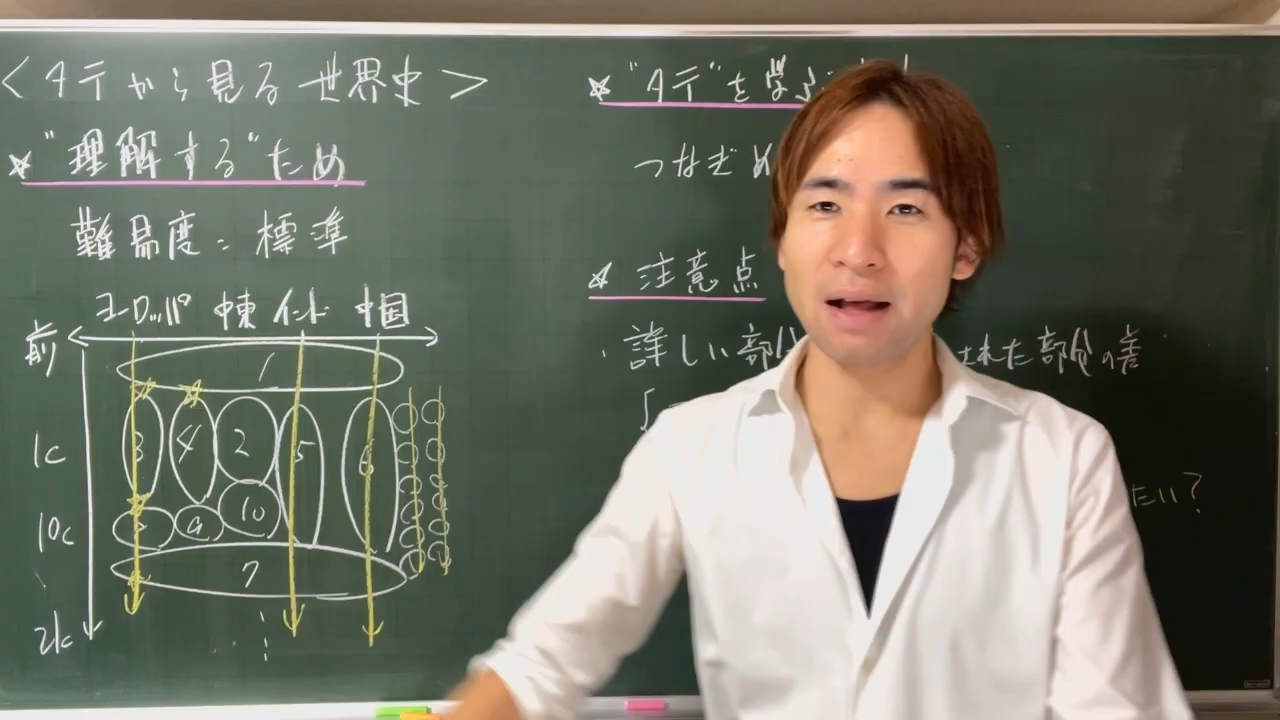 <タテから見る世界史>
☆"理解する"ため
難易度:標準
ヨーロッパ 中東 インド 中国
前
1
1c
3 4 2 5 6
10c
9 10
7
21c
☆"タテ"を学ぶ
つなぎめ
☆注意点
・詳しい部分 された部分の差
たい?